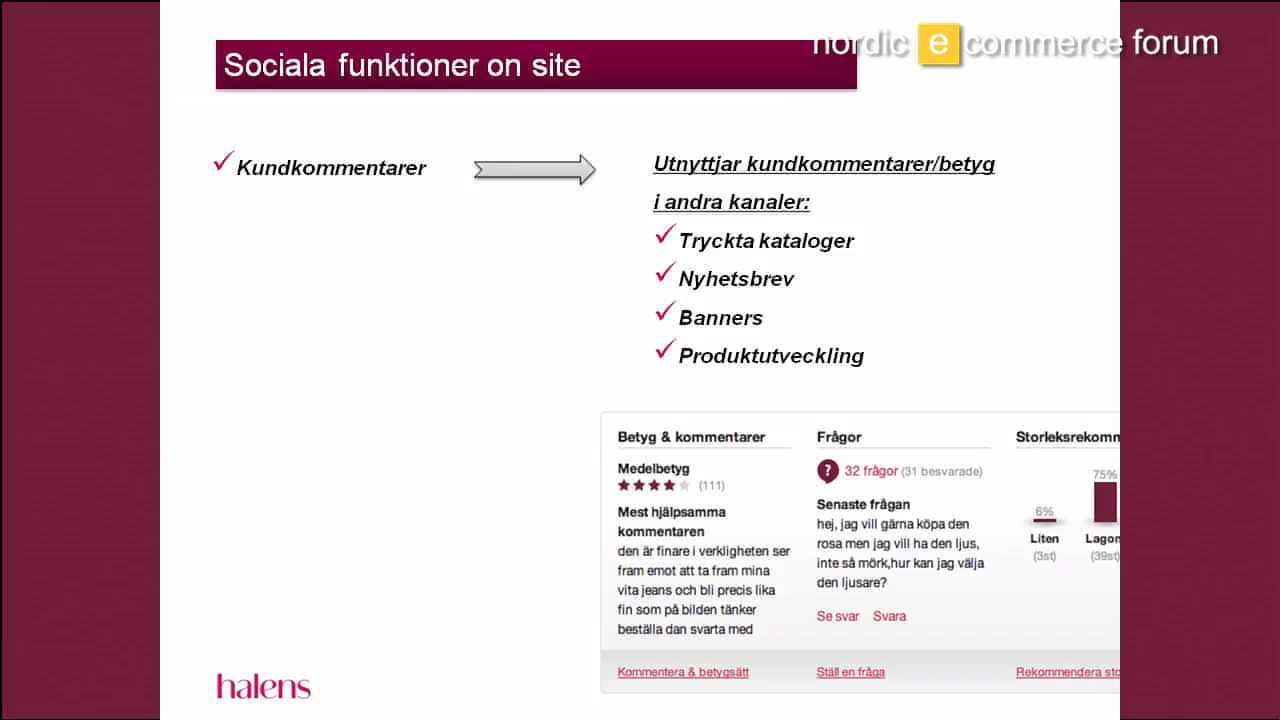 nordic e commerce forum
Sociala funktioner on site
Kundkommentarer
Utnyttjar kundkommentarer/betyg
i andra kanaler:
Tryckta kataloger
Nyhetsbrev
Banners
Produktutveckling
Betyg & kommentarer
Medelbetyg
(111)
Mest hjälpsamma
kommentaren
den är finare i verkligheten ser
fram emot att ta fram mina
vita jeans och bli precis lika
fin som på bilden tänker
beställa dan svarta med
Kommentera & betygsätt
Frågor
? 32 frågor (31 besvarade)
Senaste frågan
hej, jag vill gärna köpa den
rosa men jag vill ha den ljus,
inte så mörk,hur kan jag välja
den ljusare?
Se svar Svara
Ställ en fråga
Storleksrekomm
75%
6%
Liten Lagom
(3st) (39st)
Rekommendera sto
halens